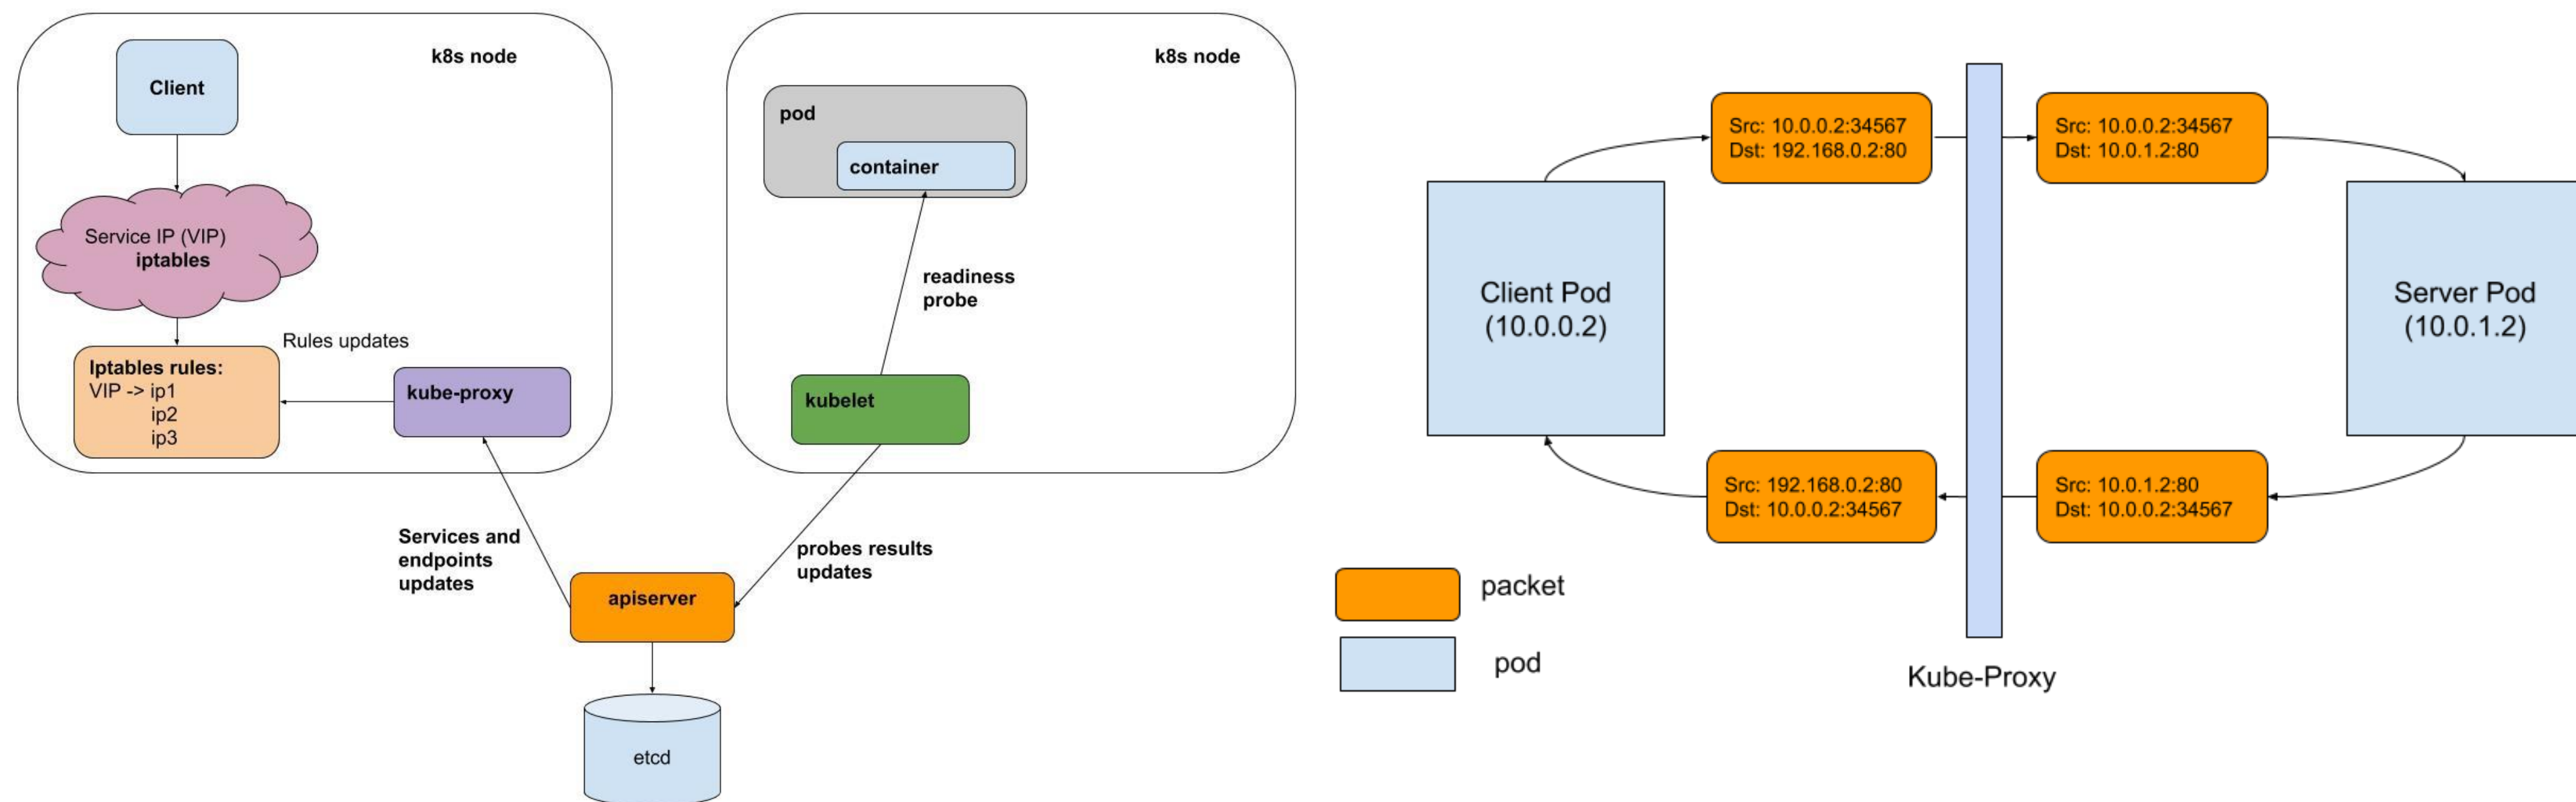 k8s node
Client
Service IP (VIP)
iptables
Rules updates
Iptables rules:
VIP -> ip1
ip2
ip3
kube-proxy
k8s node
pod
container
readiness
probe
kubelet
Services and
endpoints
updates
probes results
updates
apiserver
etcd
Src: 10.0.0.2:34567
Dst: 192.168.0.2:80
Src: 10.0.0.2:34567
Dst: 10.0.1.2:80
Client Pod
(10.0.0.2)
Server Pod
(10.0.1.2)
Src: 192.168.0.2:80
Dst: 10.0.0.2:34567
Src: 10.0.1.2:80
Dst: 10.0.0.2:34567
packet
pod
Kube-Proxy